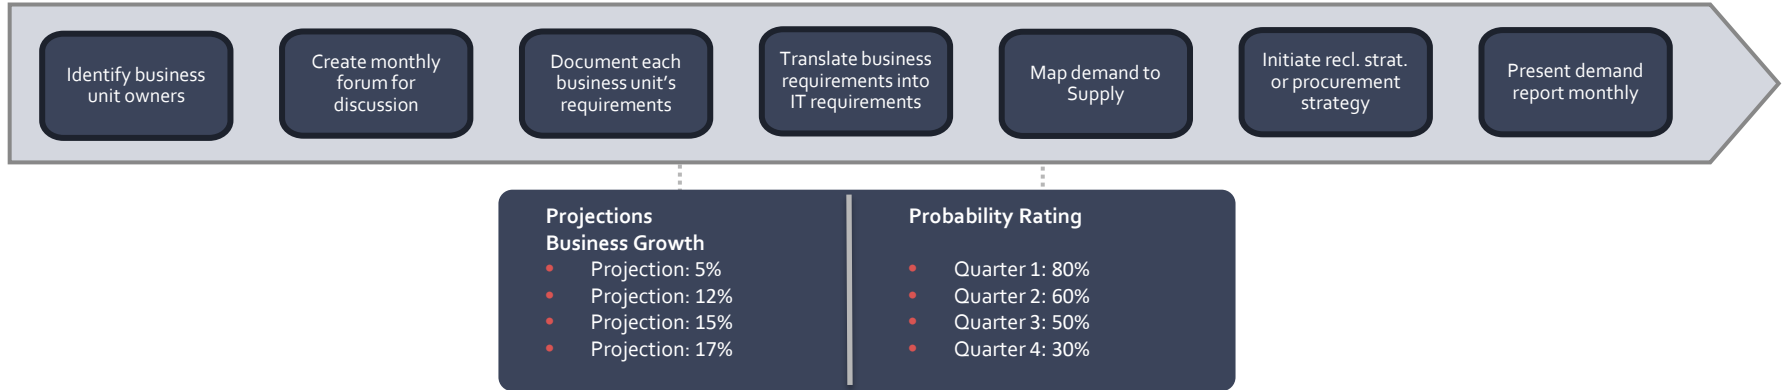 Identify business
unit owners
Create monthly
forum for
discussion
Document each
business unit's
requirements
Translate business
requirements into
IT requirements
Map demand to
Supply
Initiate recl. strat.
or procurement
strategy
Present demand
report monthly
Projections
Business Growth
• Projection: 5%
• Projection: 12%
• Projection: 15%
• Projection: 17%
Probability Rating
• Quarter 1: 80%
• Quarter 2: 60%
• Quarter 3: 50%
• Quarter 4: 30%